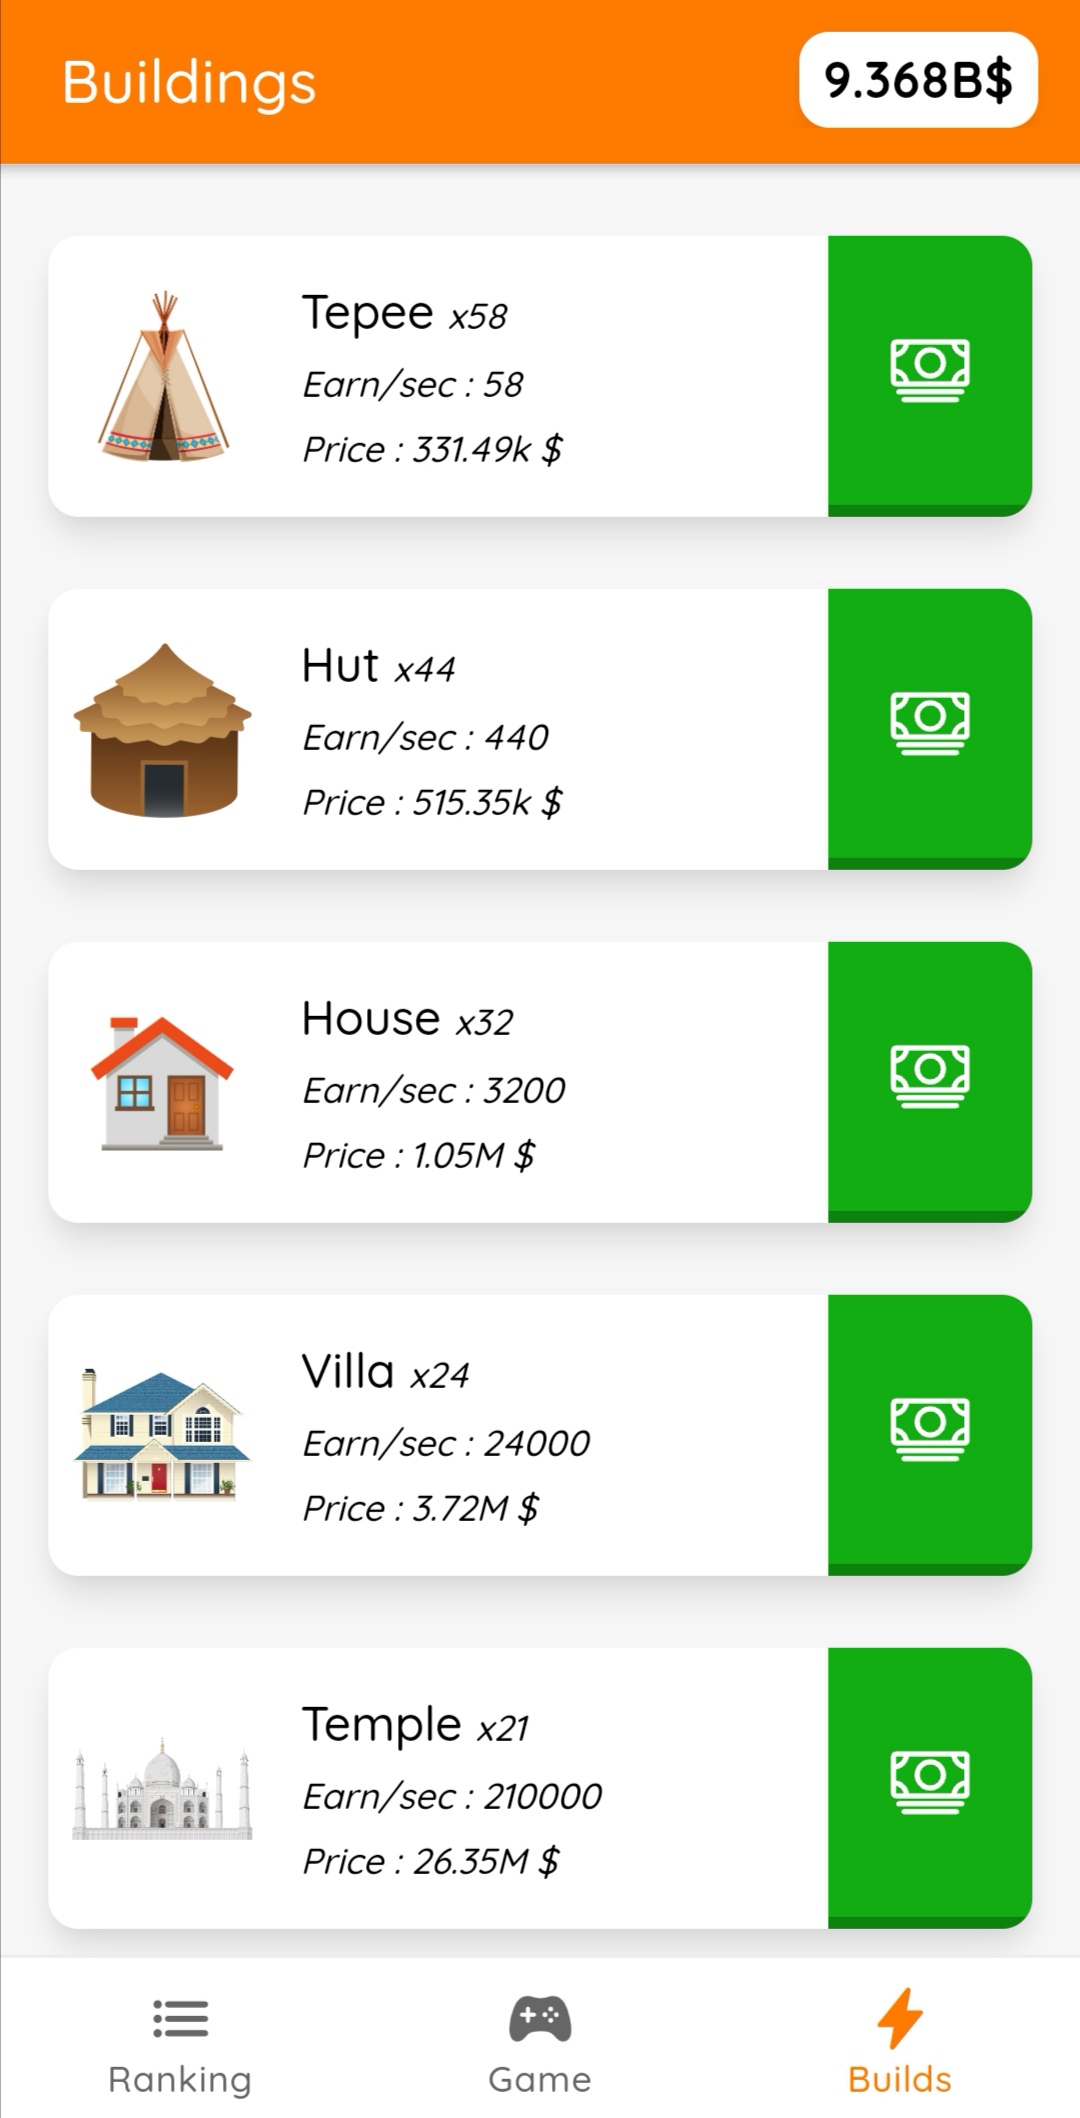 Buildings
9.368B$
Tepee x58
Earn/sec : 58
Price : 331.49k $
Hut x44
Earn/sec : 440
Price : 515.35k $
House x32
Earn/sec : 3200
Price : 1.05M $
Villa x24
Earn/sec : 24000
Price : 3.72M $
Temple x21
Earn/sec : 210000
Price : 26.35M $
Ranking
Game
Builds